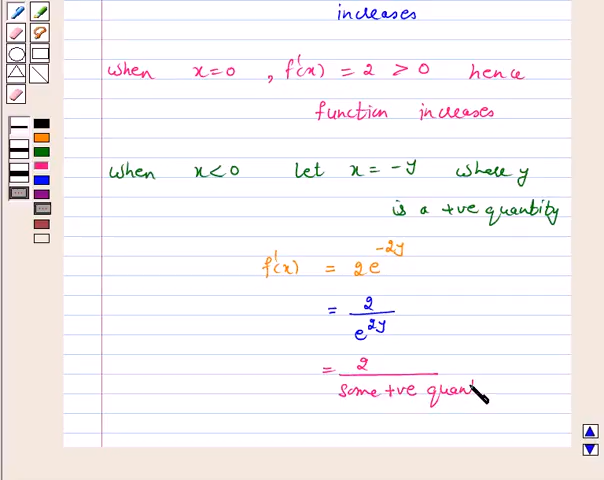 increases
when x=0 , f'(x) = 2 > 0 hence
function increases
when x<0 Let x = -y where y
is a +ve quantity
f'(x) = 2e^{-2y}
= 2/e^{2y}
= 2/some +ve quant